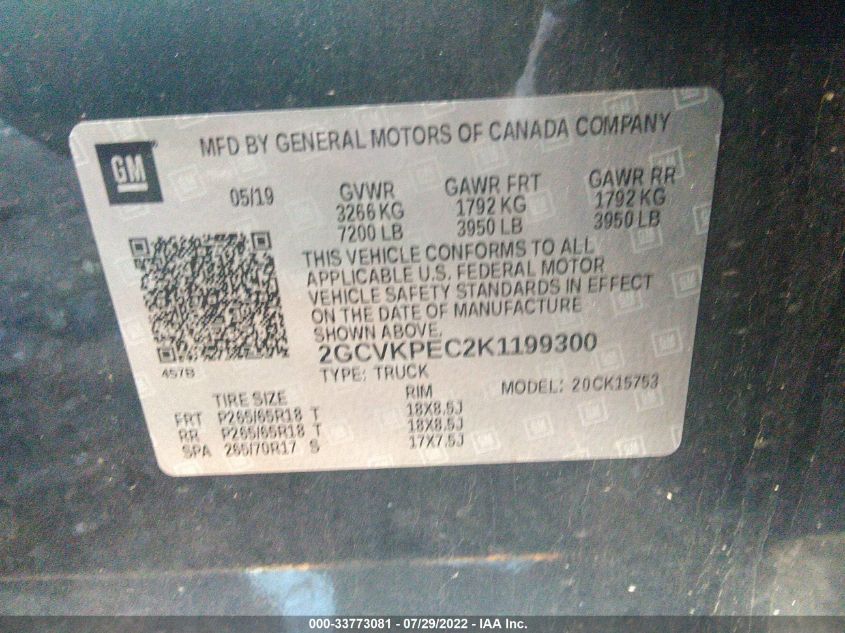 GM
MFD BY GENERAL MOTORS OF CANADA COMPANY
05/19
GVWR GAWR FRT GAWR RR
3266 KG 1792 KG 1792 KG
7200 LB 3950 LB 3950 LB
THIS VEHICLE CONFORMS TO ALL
APPLICABLE U.S. FEDERAL MOTOR
VEHICLE SAFETY STANDARDS IN EFFECT
ON THE DATE OF MANUFACTURE
SHOWN ABOVE.
2GCVKPEC2K1199300
457B
TYPE: TRUCK MODEL: 20CK15753
TIRE SIZE RIM
FRT P265/65R18 T 18X8.5J
RR P265/65R18 T 18X8.5J
SPA 265/70R17 S 17X7.5J
000-33773081 - 07/29/2022 - IAA Inc.